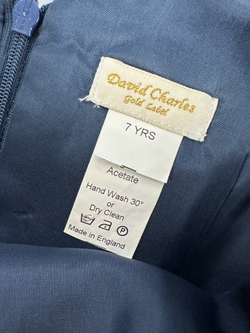 David Charles
Gold Label
7 YRS
Acetate
Hand Wash 30°
or
Dry Clean
Made in England